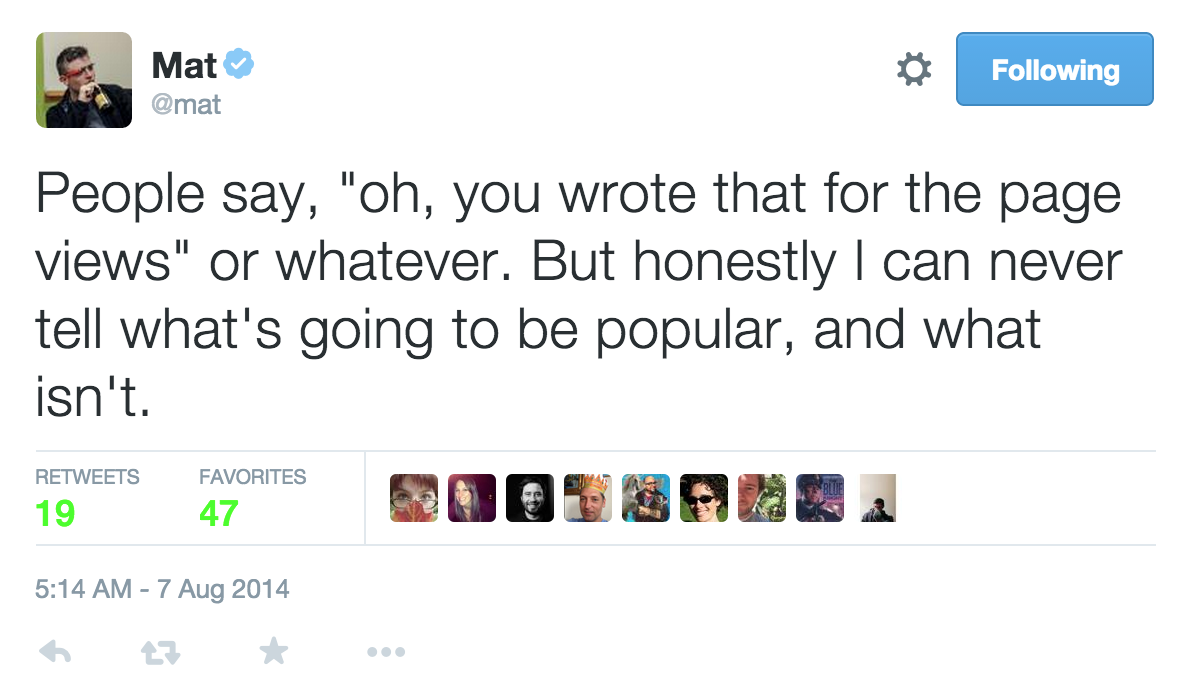 Mat
@mat
Following
People say, "oh, you wrote that for the page
views" or whatever. But honestly I can never
tell what's going to be popular, and what
isn't.
RETWEETS FAVORITES
19 47
BLUE
5:14 AM - 7 Aug 2014